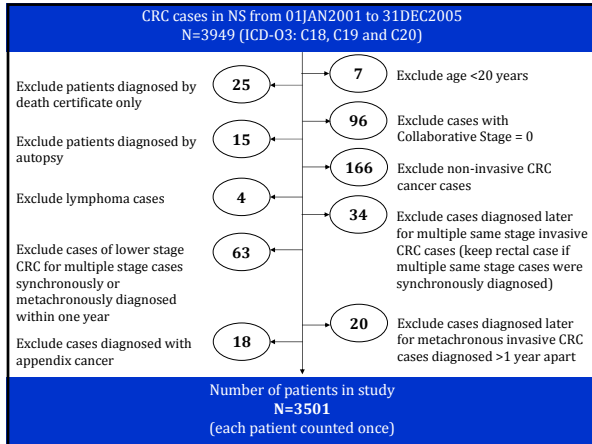 CRC cases in NS from 01JAN2001 to 31DEC2005
N=3949 (ICD-O3: C18, C19 and C20)
7
Exclude age <20 years
Exclude patients diagnosed by
death certificate only
25
96
Exclude cases with
Collaborative Stage = 0
Exclude patients diagnosed by
autopsy
15
166
Exclude non-invasive CRC
cancer cases
Exclude lymphoma cases
4
34
Exclude cases diagnosed later
for multiple same stage invasive
CRC cases (keep rectal case if
multiple same stage cases were
synchronously diagnosed)
Exclude cases of lower stage
CRC for multiple stage cases
synchronously or
metachronously diagnosed
within one year
63
20
Exclude cases diagnosed later
for metachronous invasive CRC
cases diagnosed >1 year apart
Exclude cases diagnosed with
appendix cancer
18
Number of patients in study
N=3501
(each patient counted once)